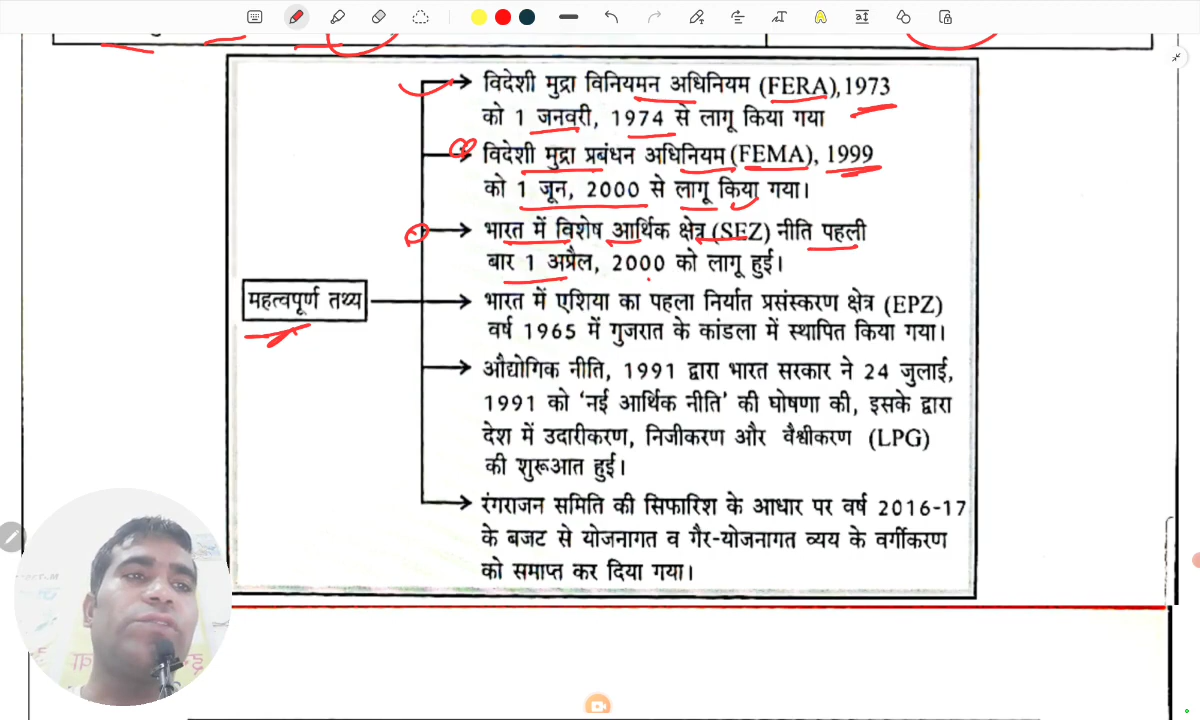 विदेशी मुद्रा विनियमन अधिनियम (FERA), 1973
को 1 जनवरी, 1974 से लागू किया गया
विदेशी मुद्रा प्रबंधन अधिनियम (FEMA), 1999
को 1 जून, 2000 से लागू किया गया।
भारत में विशेष आर्थिक क्षेत्र (SEZ) नीति पहली
बार 1 अप्रैल, 2000 को लागू हुई।
महत्वपूर्ण तथ्य
भारत में एशिया का पहला निर्यात प्रसंस्करण क्षेत्र (EPZ)
वर्ष 1965 में गुजरात के कांडला में स्थापित किया गया।
औद्योगिक नीति, 1991 द्वारा भारत सरकार ने 24 जुलाई,
1991 को ‘नई आर्थिक नीति’ की घोषणा की, इसके द्वारा
देश में उदारीकरण, निजीकरण और वैश्वीकरण (LPG)
की शुरूआत हुई।
रंगराजन समिति की सिफारिश के आधार पर वर्ष 2016-17
के बजट से योजनागत व गैर-योजनागत व्यय के वर्गीकरण
को समाप्त कर दिया गया।